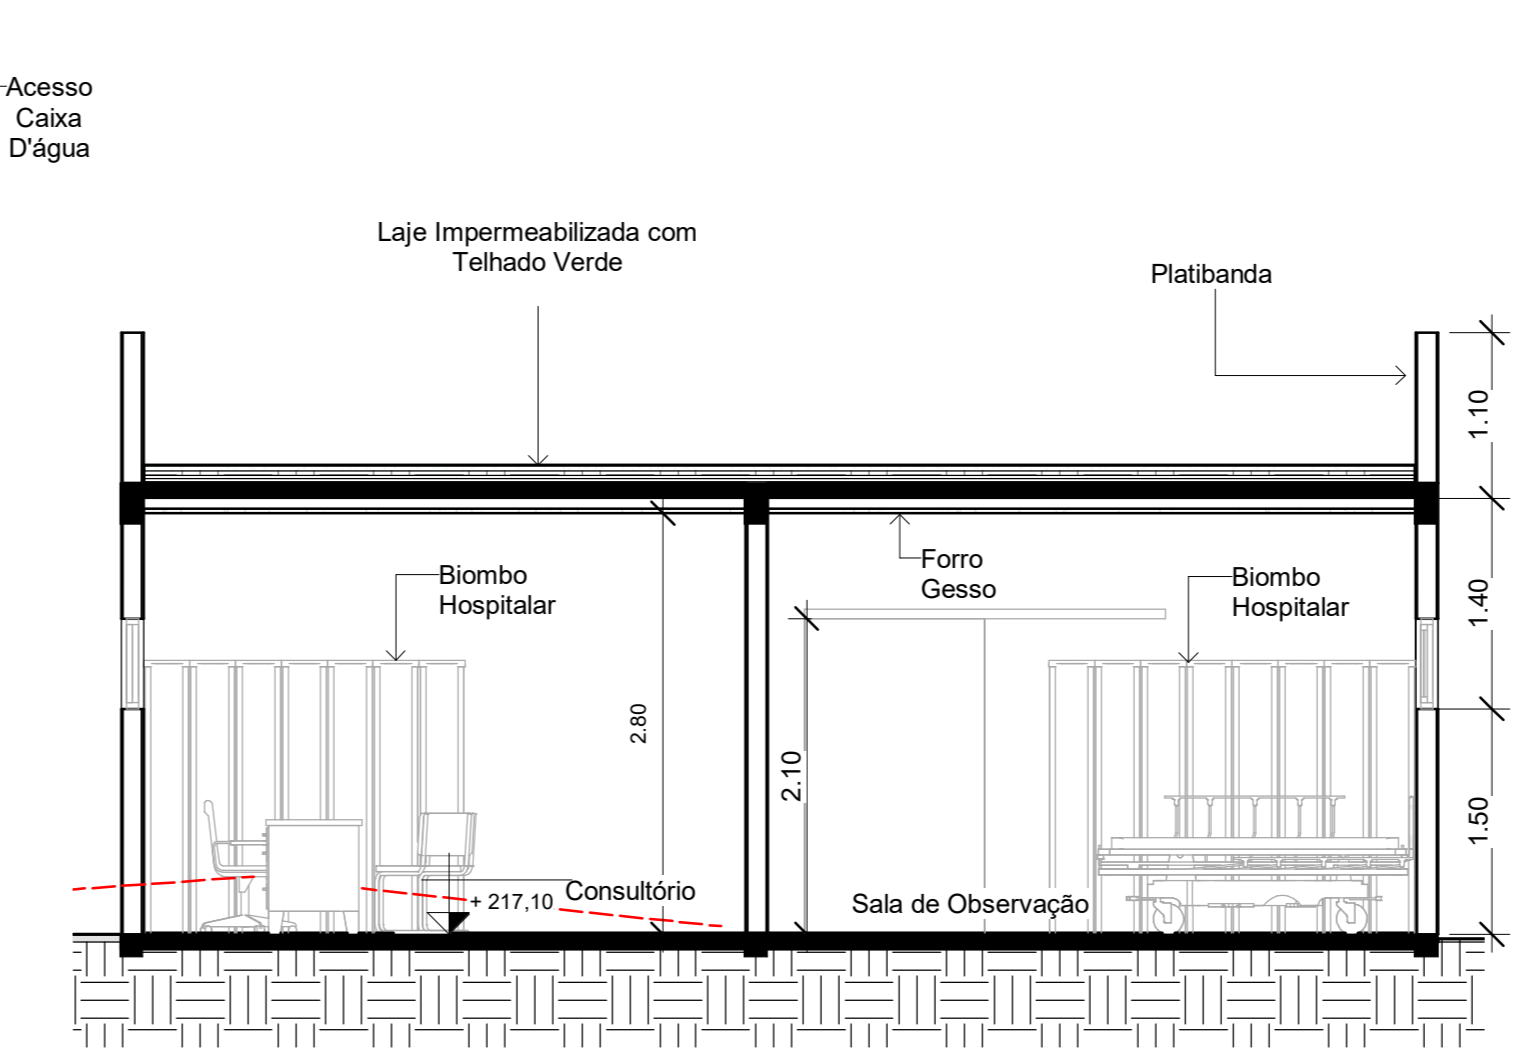 Acesso
Caixa
D'água
Laje Impermeabilizada com
Telhado Verde
Platibanda
1.10
Forro
Gesso
Biombo
Hospitalar
Biombo
Hospitalar
1.40
2.80
2.10
1.50
+ 217,10
Consultório
Sala de Observação